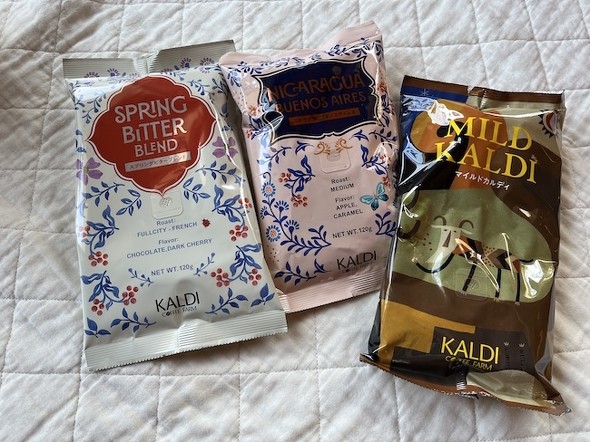 SPRING
BiTTER
BLEND
スプリングビターブレンド
Roast:
FULLCITY - FRENCH
Flavor:
CHOCOLATE,DARK CHERRY
NET WT.120g
KALDI
COFFEE FARM
NICARAGUA
BUENOS AIRES
Roast:
MEDIUM
Flavor:
APPLE,
CARAMEL
NET WT.120g
KALDI
COFFEE FARM
MILD
KALDi
マイルドカルディ
KALDI
COFFEE FARM